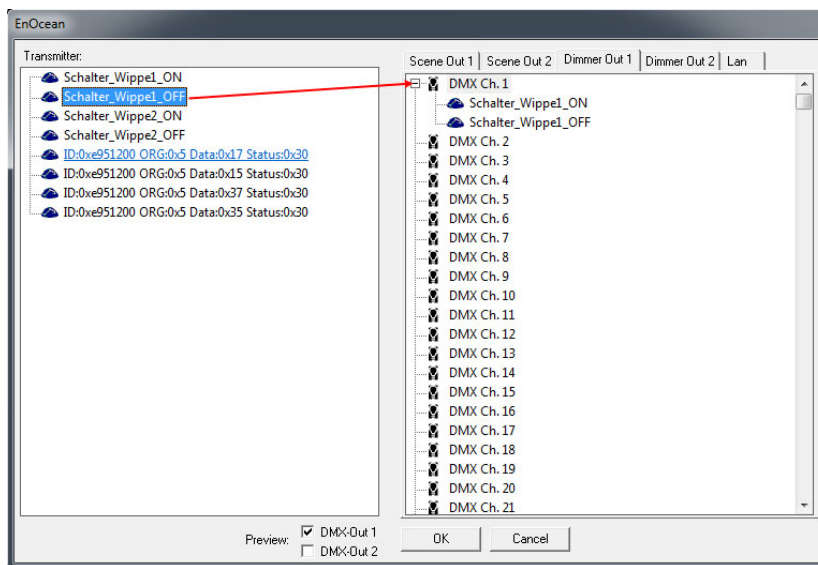 EnOcean
Transmitter:
Schalter_Wippe1_ON
Schalter_Wippe1_OFF
Schalter_Wippe2_ON
Schalter_Wippe2_OFF
ID:0xe951200 ORG:0x5 Data:0x17 Status:0x30
ID:0xe951200 ORG:0x5 Data:0x15 Status:0x30
ID:0xe951200 ORG:0x5 Data:0x37 Status:0x30
ID:0xe951200 ORG:0x5 Data:0x35 Status:0x30
Scene Out 1 Scene Out 2 Dimmer Out 1 Dimmer Out 2 Lan
DMX Ch. 1
Schalter_Wippe1_ON
Schalter_Wippe1_OFF
DMX Ch. 2
DMX Ch. 3
DMX Ch. 4
DMX Ch. 5
DMX Ch. 6
DMX Ch. 7
DMX Ch. 8
DMX Ch. 9
DMX Ch. 10
DMX Ch. 11
DMX Ch. 12
DMX Ch. 13
DMX Ch. 14
DMX Ch. 15
DMX Ch. 16
DMX Ch. 17
DMX Ch. 18
DMX Ch. 19
DMX Ch. 20
DMX Ch. 21
Preview:
DMX-Out 1
DMX-Out 2
OK Cancel